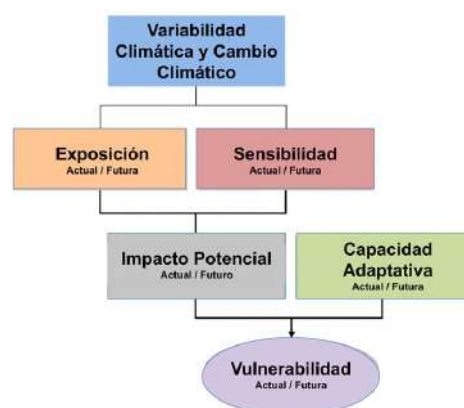 Variabilidad
Climática y Cambio
Climático
Exposición
Actual / Futura
Sensibilidad
Actual / Futura
Impacto Potencial
Actual / Futuro
Capacidad
Adaptativa
Actual / Futura
Vulnerabilidad
Actual / Futura